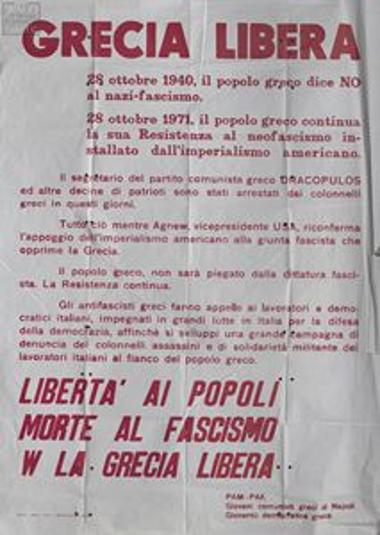 GRECIA LIBERA
28 ottobre 1940, il popolo greco dice NO
al nazi-fascismo.
28 ottobre 1971, il popolo greco continua
la sua Resistenza al neofascismo in-
stallato dall'imperialismo americano.
Il segretario del partito comunista greco DRACOPULOS
ed altre decine di patrioti sono stati arrestati dai colonnelli
greci in questi giorni.
Tutto ciò mentre Agnew, vicepresidente USA, riconferma
l'appoggio dell'imperialismo americano alla giunta fascista che
opprime la Grecia.
Il popolo greco, non sarà piegato dalla dittatura fasci-
sta. La Resistenza continua.
Gli antifascisti greci fanno appello ai lavoratori e demo-
cratici italiani, impegnati in grandi lotte in Italia per la difesa
della democrazia, affinché si sviluppi una grande campagna di
denuncia dei colonnelli assassini e di solidarietà militante dei
lavoratori italiani al fianco del popolo greco.
LIBERTA' AI POPOLI
MORTE AL FASCISMO
W LA GRECIA LIBERA
PAM-PAK
Giovani comunisti greci di Napoli
Gioventù democratica greca